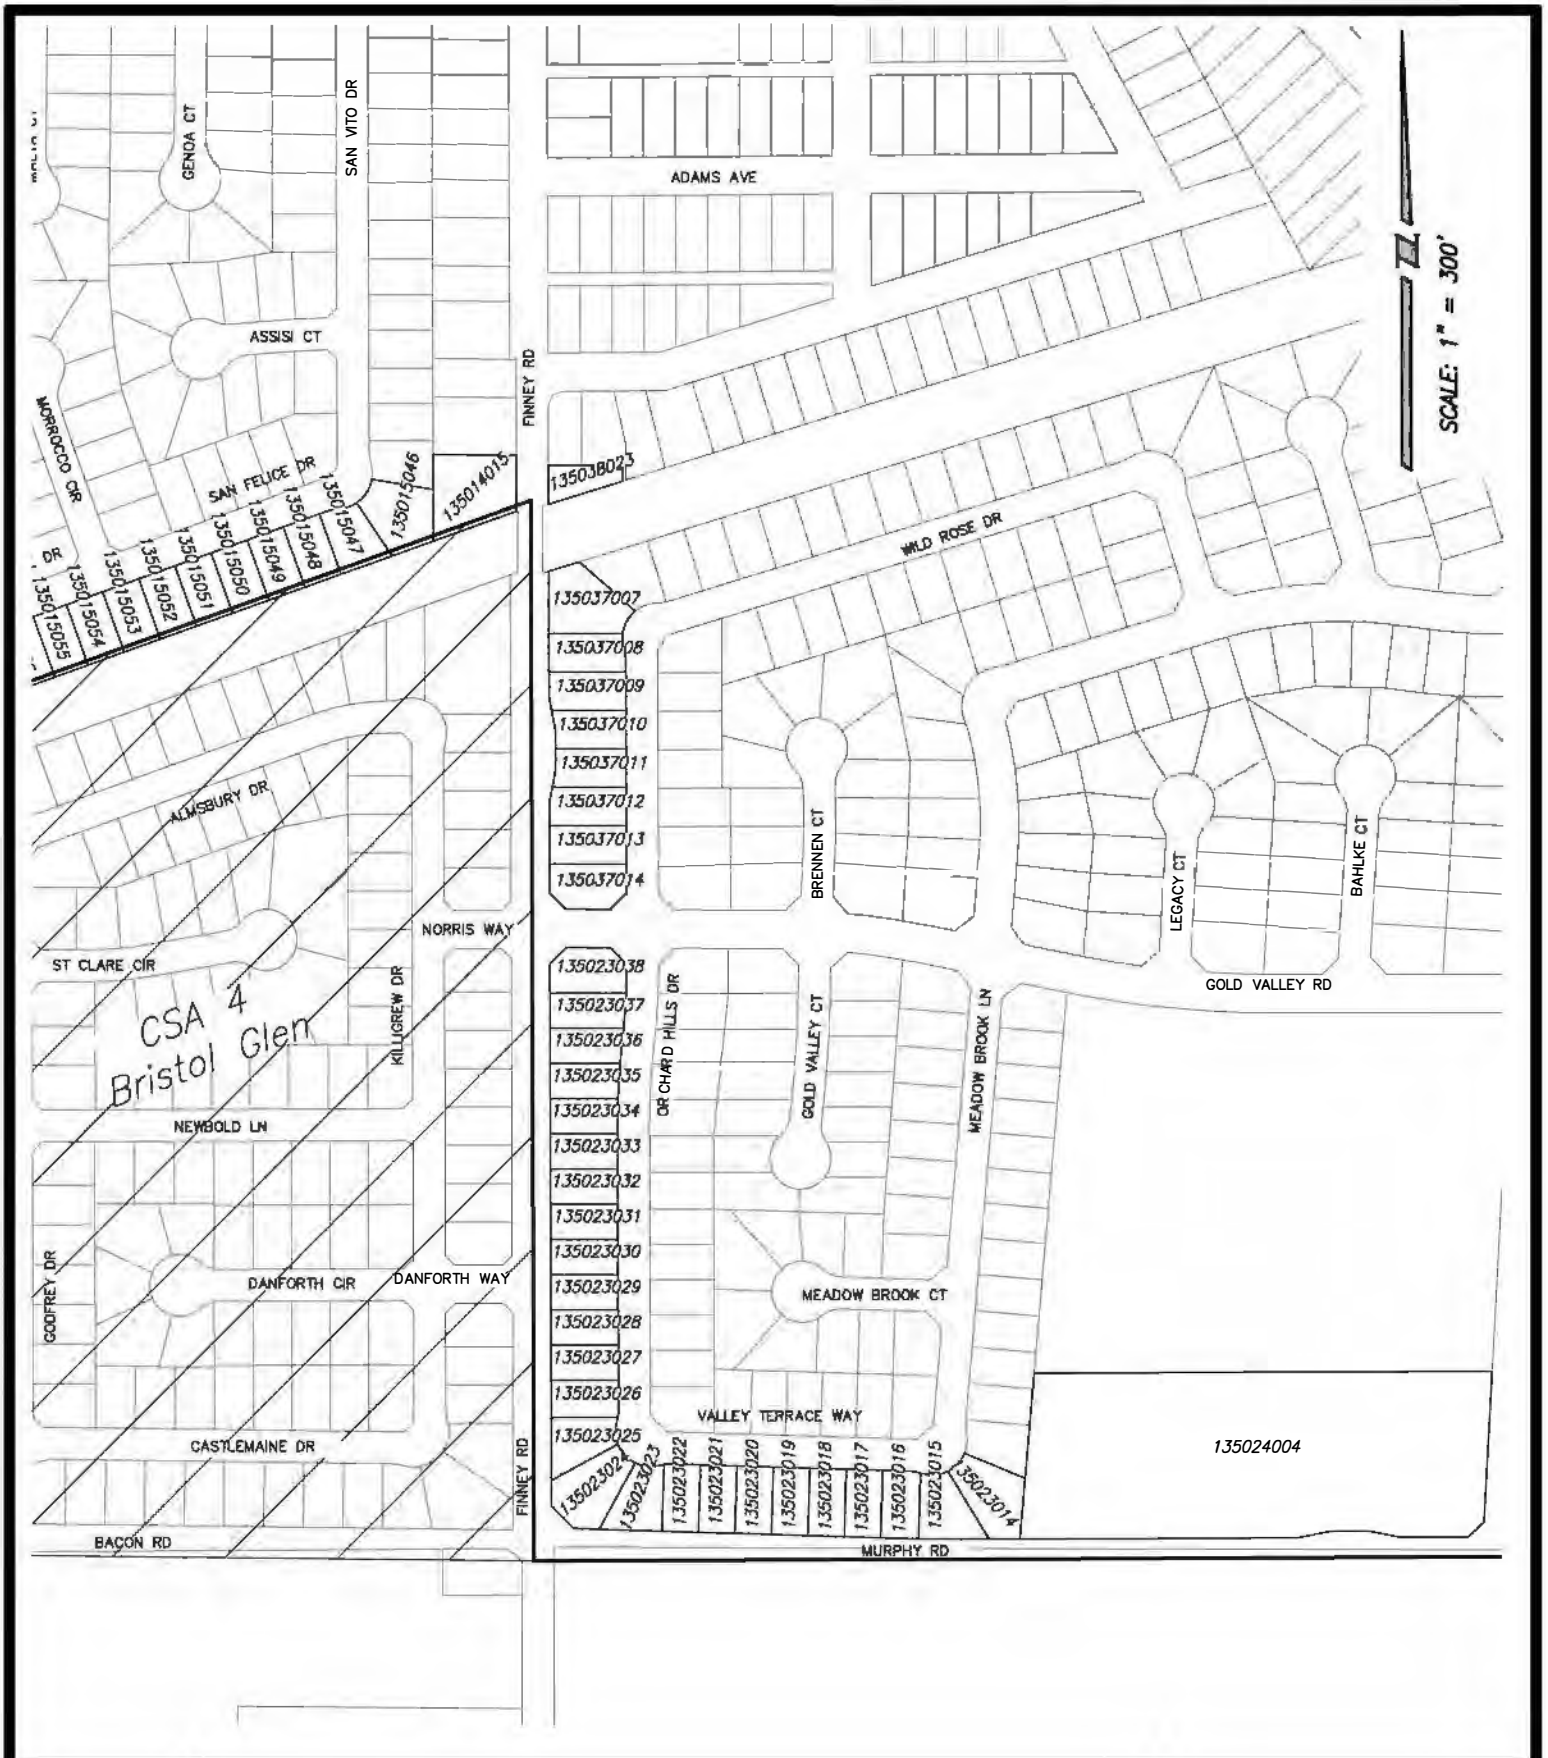 GENOA CT
SAN VITO DR
ADAMS AVE
SCALE: 1" = 300'
ASSISI CT
FINNEY RD
MORROCCO CIR
SAN FELICE DR
DR
135015055
135015054
135015053
135015052
135015051
135015050
135015049
135015048
135015047
135015046
135014015
135038023
WILD ROSE DR
135037007
135037008
135037009
135037010
135037011
135037012
135037013
135037014
ALMSBURY DR
BRENNEN CT
LEGACY CT
BAHLKE CT
NORRIS WAY
ST CLARE CIR
KILLIGREW DR
CSA 4
Bristol Glen
GOLD VALLEY RD
135023038
135023037
135023036
135023035
135023034
135023033
135023032
135023031
135023030
135023029
135023028
135023027
135023026
135023025
ORCHARD HILLS DR
GOLD VALLEY CT
MEADOW BROOK LN
NEWBOLD LN
GODFREY DR
DANFORTH CIR
DANFORTH WAY
MEADOW BROOK CT
VALLEY TERRACE WAY
CASTLEMAINE DR
FINNEY RD
135023024
135023023
135023022
135023021
135023020
135023019
135023018
135023017
135023016
135023015
35023014
135024004
BACON RD
MURPHY RD